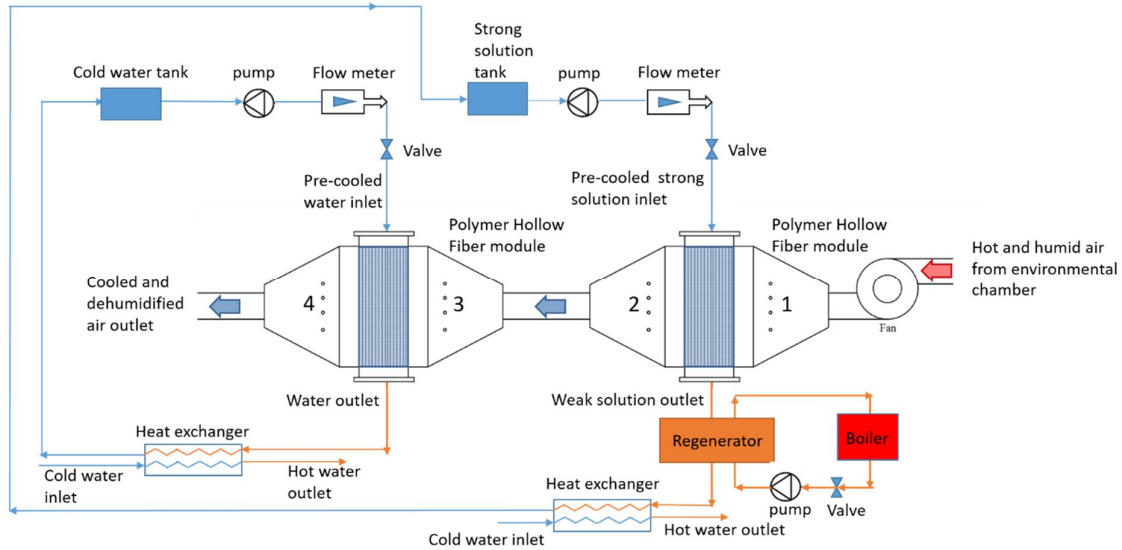 Strong
solution
tank
Cold water tank
pump
Flow meter
pump
Flow meter
Valve
Valve
Pre-cooled
water inlet
Pre-cooled strong
solution inlet
Polymer Hollow
Fiber module
Polymer Hollow
Fiber module
Hot and humid air
from environmental
chamber
Cooled and
dehumidified
air outlet
4
3
2
1
Fan
Water outlet
Weak solution outlet
Heat exchanger
Regenerator
Boiler
Cold water
inlet
Hot water
outlet
Heat exchanger
pump
Valve
Hot water outlet
Cold water inlet